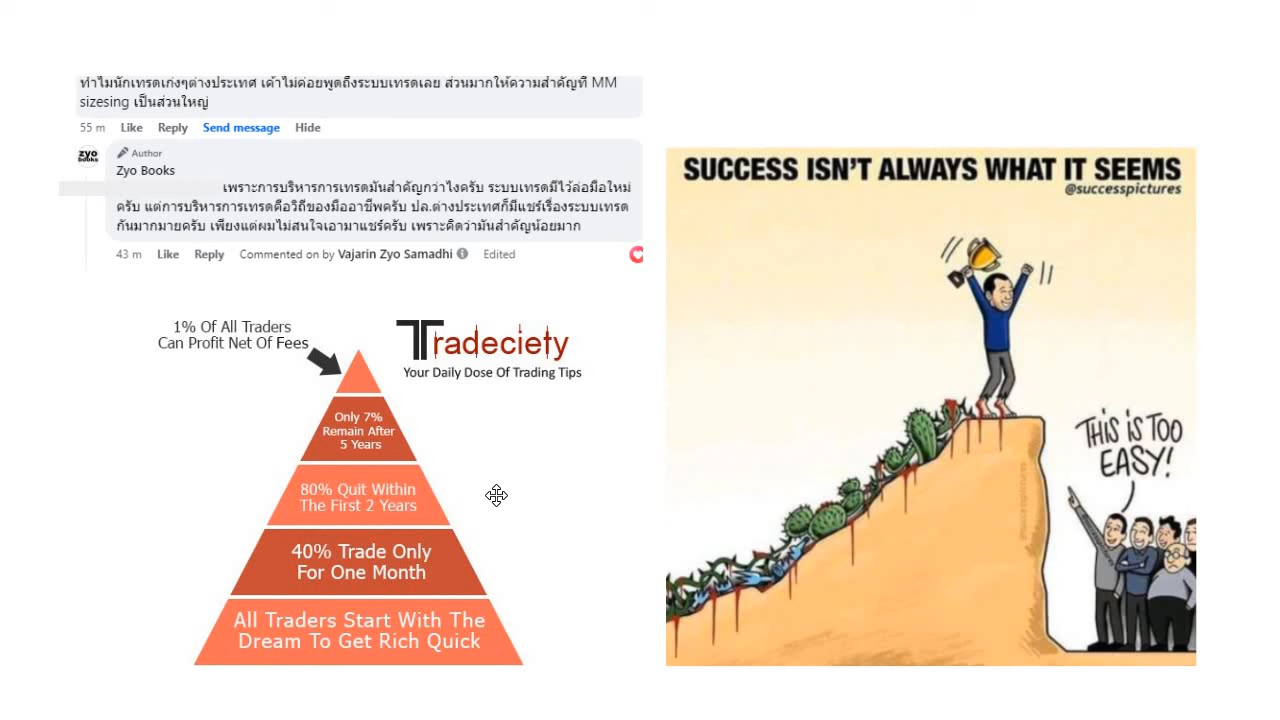 ทำไมนักเทรดเก่งๆต่างประเทศ เค้าไม่ค่อยพูดถึงระบบเทรดเลย ส่วนมากให้ความสำคัญที่ MM
sizesing เป็นส่วนใหญ่
55 m Like Reply Send message Hide
zyo
books
Author
Zyo Books
เพราะการบริหารการเทรดมันสำคัญกว่าไงครับ ระบบเทรดมีไว้ล่อมือใหม่
ครับ แต่การบริหารการเทรดคือวิถีของมืออาชีพครับ ปล.ต่างประเทศก็มีแชร์เรื่องระบบเทรด
กันมากมายครับ เพียงแต่ผมไม่สนใจเอามาแชร์ครับ เพราะคิดว่ามันสำคัญน้อยมาก
43 m Like Reply Commented on by Vajarin Zyo Samadhi Edited
1% Of All Traders
Can Profit Net Of Fees
Tradeciety
Your Daily Dose Of Trading Tips
Only 7%
Remain After
5 Years
80% Quit Within
The First 2 Years
40% Trade Only
For One Month
All Traders Start With The
Dream To Get Rich Quick
SUCCESS ISN'T ALWAYS WHAT IT SEEMS
@successpictures
THIS IS TOO
EASY!
@successpictures